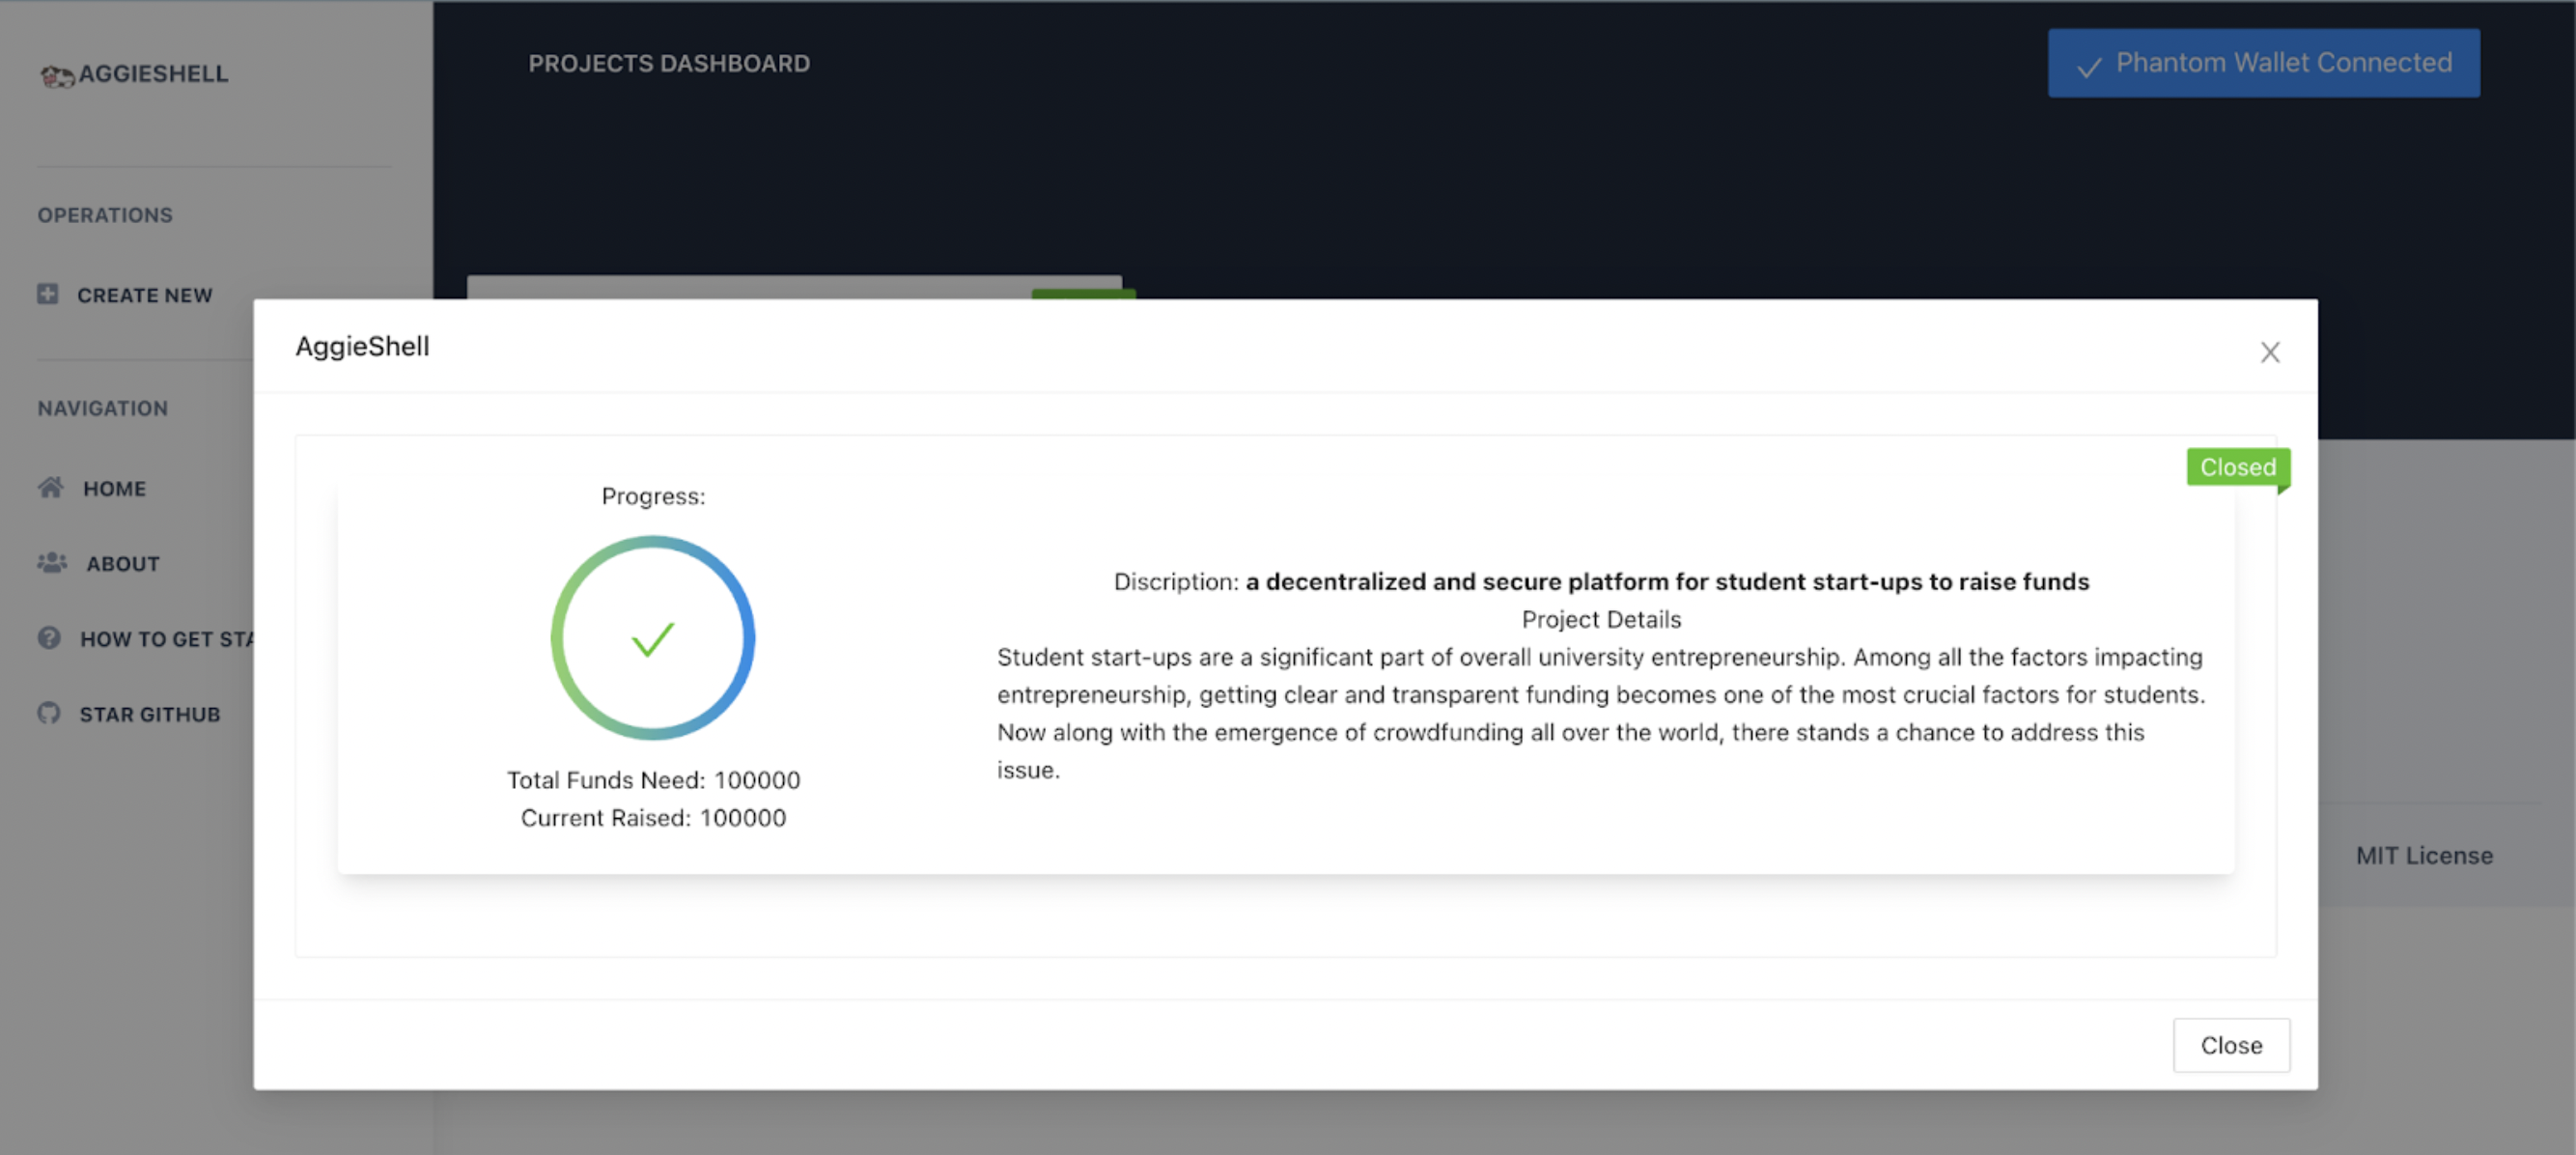 AGGIESHELL
PROJECTS DASHBOARD
Phantom Wallet Connected
OPERATIONS
CREATE NEW
NAVIGATION
HOME
ABOUT
HOW TO GET STA
STAR GITHUB
AggieShell
Closed
Progress:
Total Funds Need: 100000
Current Raised: 100000
Discription: a decentralized and secure platform for student start-ups to raise funds
Project Details
Student start-ups are a significant part of overall university entrepreneurship. Among all the factors impacting
entrepreneurship, getting clear and transparent funding becomes one of the most crucial factors for students.
Now along with the emergence of crowdfunding all over the world, there stands a chance to address this
issue.
MIT License
Close